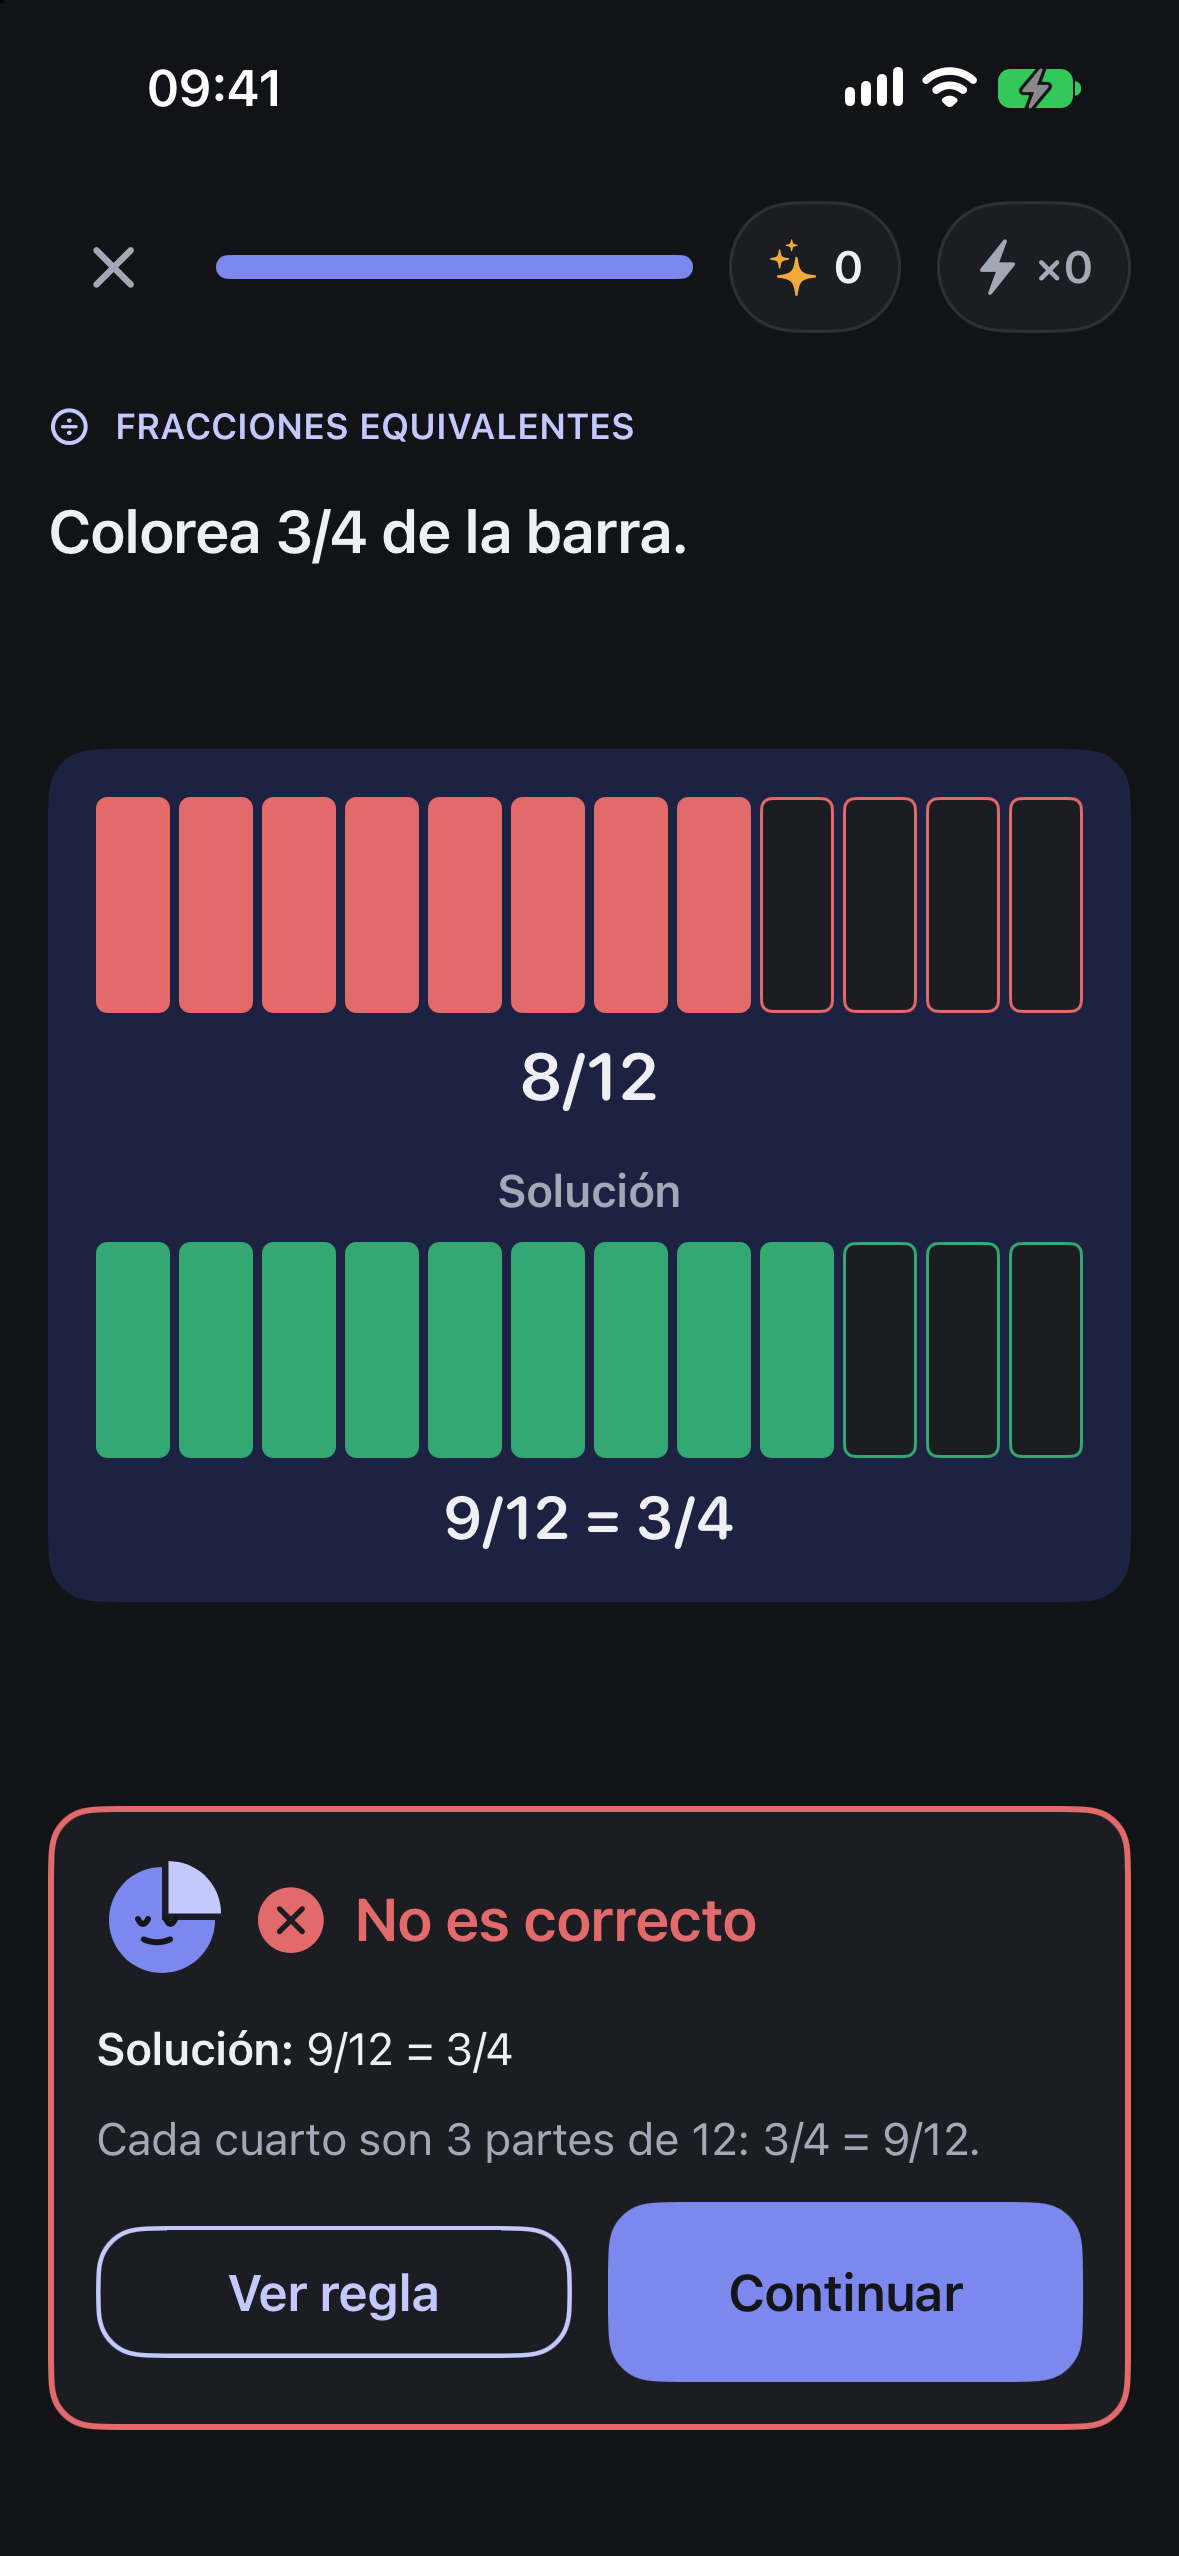 09:41
0
×0
FRACCIONES EQUIVALENTES
Colorea 3/4 de la barra.
8/12
Solución
9/12 = 3/4
No es correcto
Solución: 9/12 = 3/4
Cada cuarto son 3 partes de 12: 3/4 = 9/12.
Ver regla
Continuar